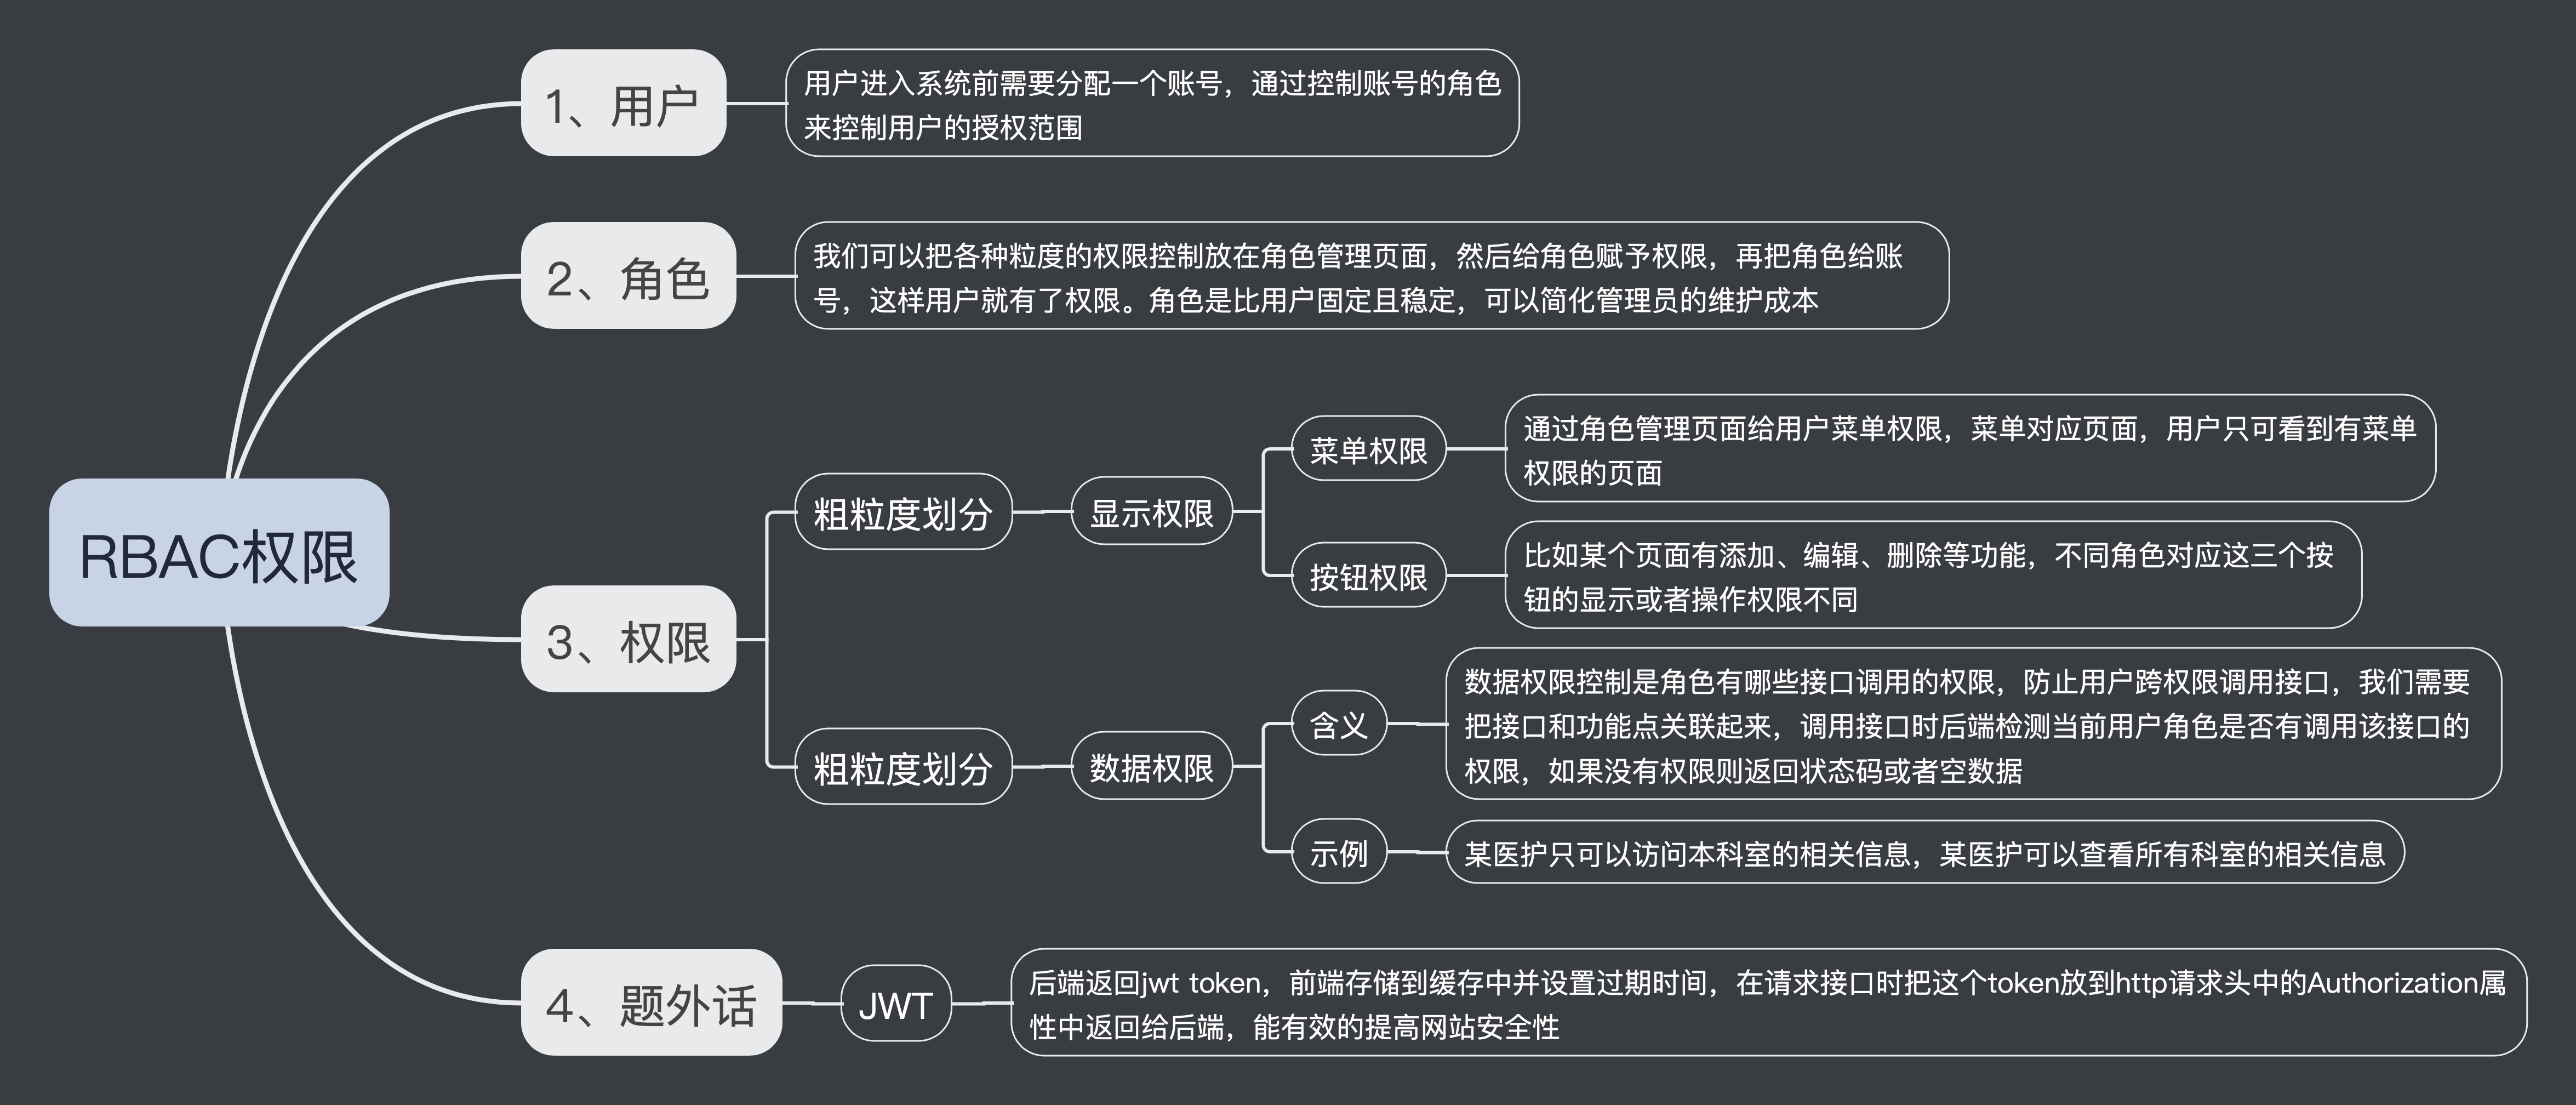 1、用户
用户进入系统前需要分配一个账号，通过控制账号的角色
来控制用户的授权范围
2、角色
我们可以把各种粒度的权限控制放在角色管理页面，然后给角色赋予权限，再把角色给账
号，这样用户就有了权限。角色是比用户固定且稳定，可以简化管理员的维护成本
RBAC权限
3、权限
粗粒度划分
显示权限
菜单权限
通过角色管理页面给用户菜单权限，菜单对应页面，用户只可看到有菜单
权限的页面
按钮权限
比如某个页面有添加、编辑、删除等功能，不同角色对应这三个按
钮的显示或者操作权限不同
粗粒度划分
数据权限
含义
数据权限控制是角色有哪些接口调用的权限，防止用户跨权限调用接口，我们需要
把接口和功能点关联起来，调用接口时后端检测当前用户角色是否有调用该接口的
权限，如果没有权限则返回状态码或者空数据
示例
某医护只可以访问本科室的相关信息，某医护可以查看所有科室的相关信息
4、题外话
JWT
后端返回jwt token，前端存储到缓存中并设置过期时间，在请求接口时把这个token放到http请求头中的Authorization属
性中返回给后端，能有效的提高网站安全性